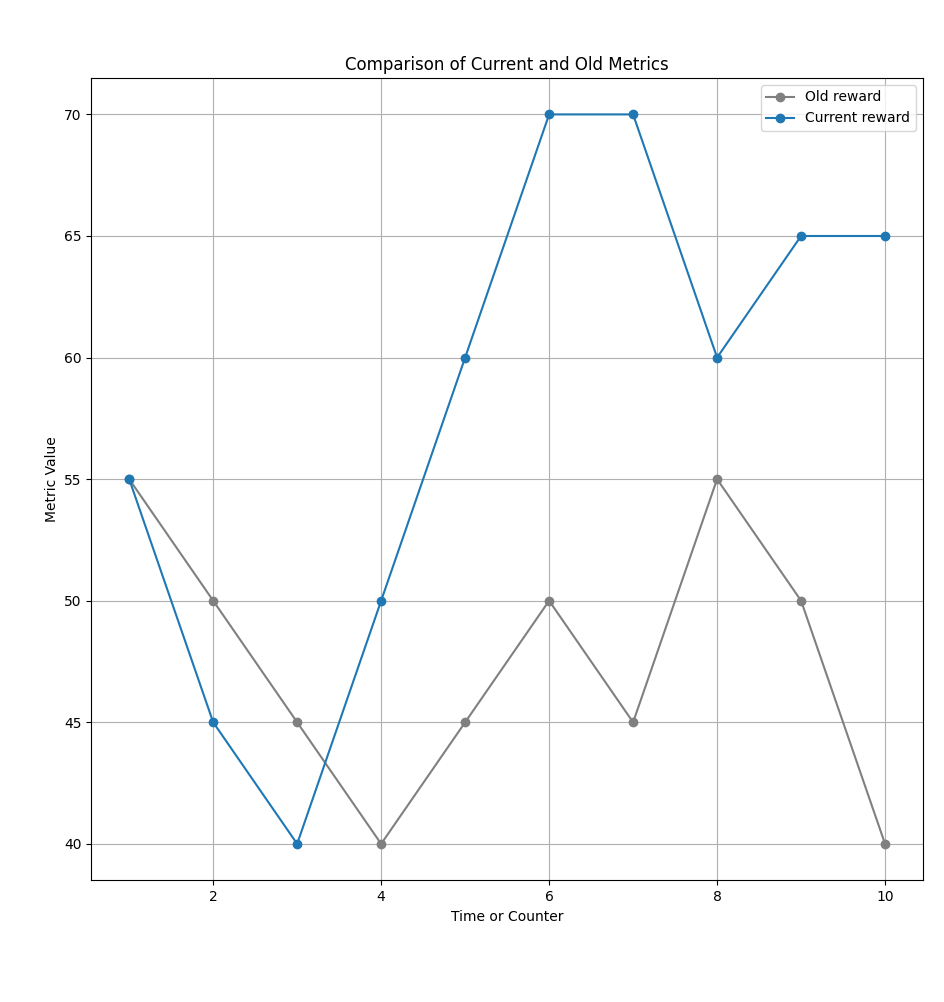 Comparison of Current and Old Metrics
Old reward
Current reward
70
65
60
55
50
45
40
Metric Value
2 4 6 8 10
Time or Counter